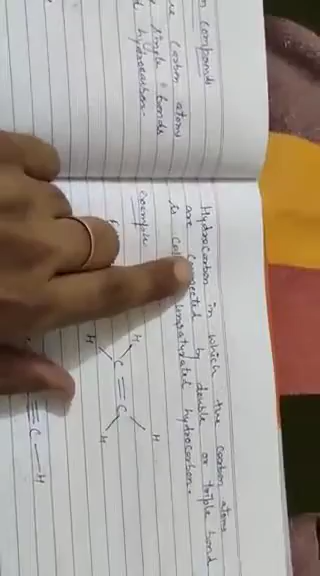 compounds
carbon atoms
single bonds
hydrocarbon.
Hydrocarbon in which the carbon atoms
are connected by double or triple bond
is unsaturated hydrocarbon.
example
H H
C = C
H H
≡ C - H